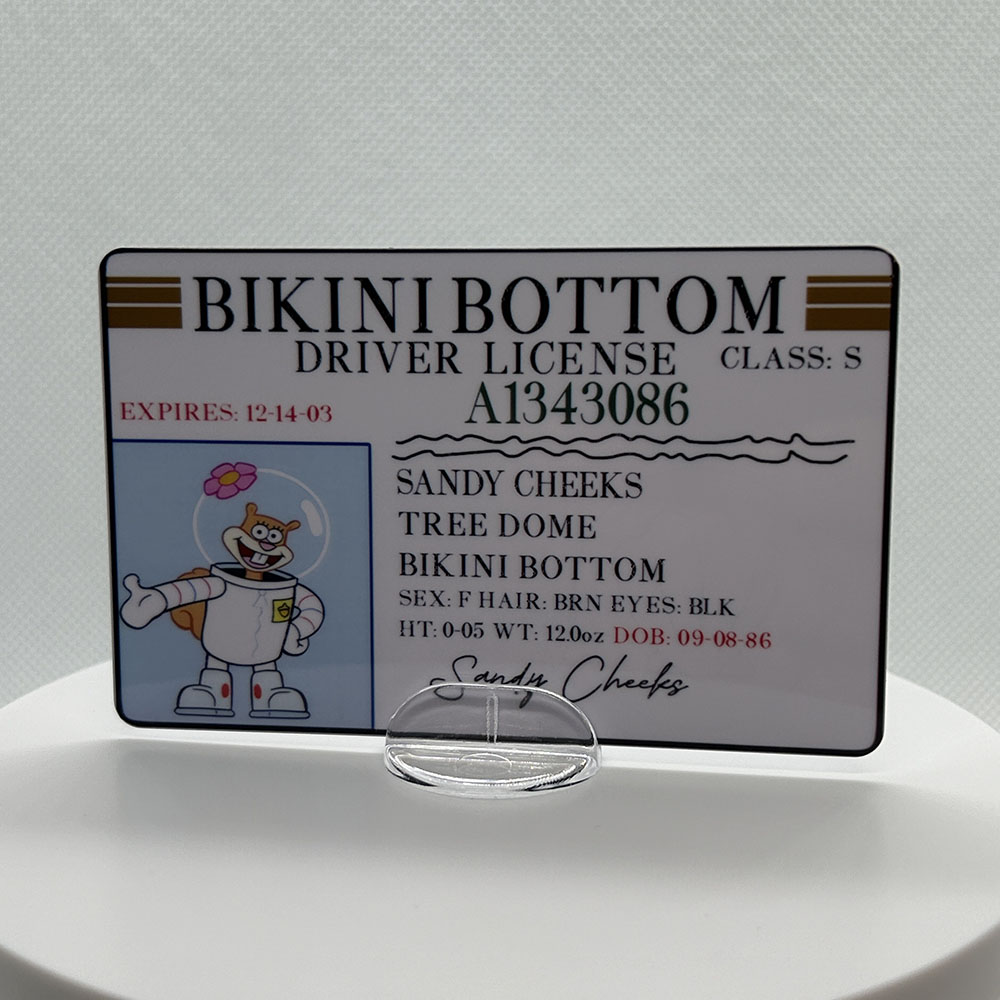 BIKINI BOTTOM
DRIVER LICENSE CLASS: S
A1343086
EXPIRES: 12-14-03
SANDY CHEEKS
TREE DOME
BIKINI BOTTOM
SEX: F HAIR: BRN EYES: BLK
HT: 0-05 WT: 12.0oz DOB: 09-08-86
Sandy Cheeks